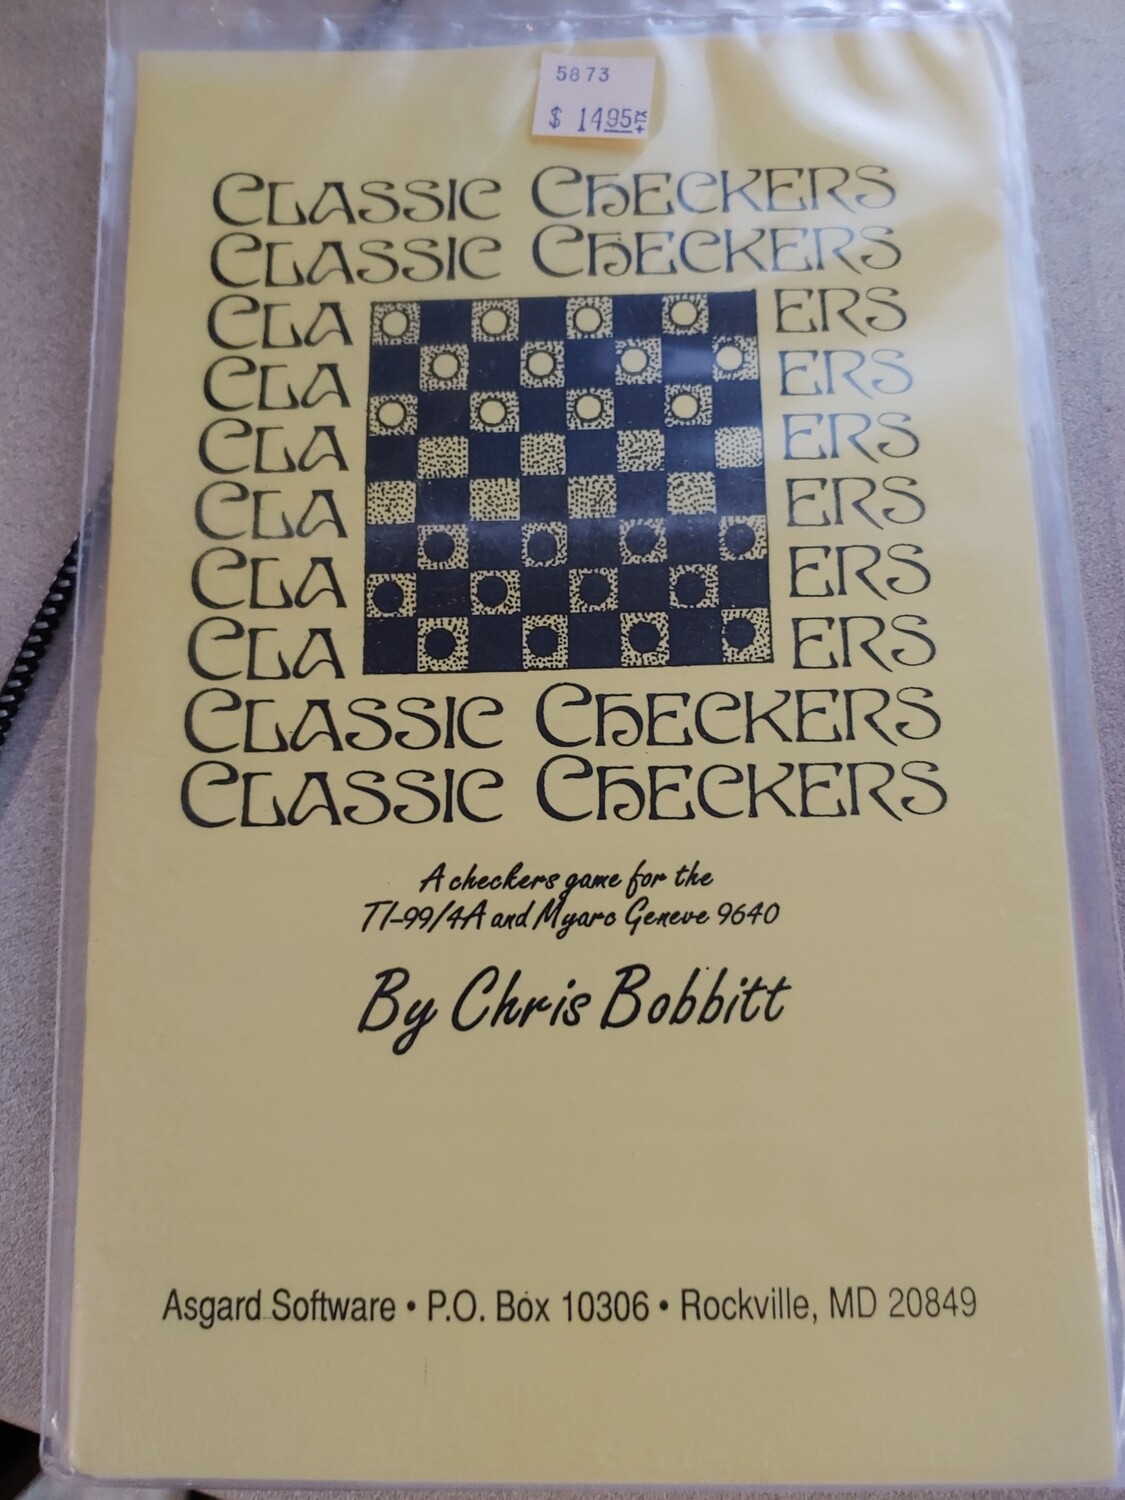 5873
$ 1495+TX
CLASSIC CHECKERS
CLASSIC CHECKERS
CLA ERS
CLA ERS
CLA ERS
CLA ERS
CLA ERS
CLA ERS
CLASSIC CHECKERS
CLASSIC CHECKERS
A checkers game for the
TI-99/4A and Myarc Geneve 9640
By Chris Bobbitt
Asgard Software • P.O. Box 10306 • Rockville, MD 20849